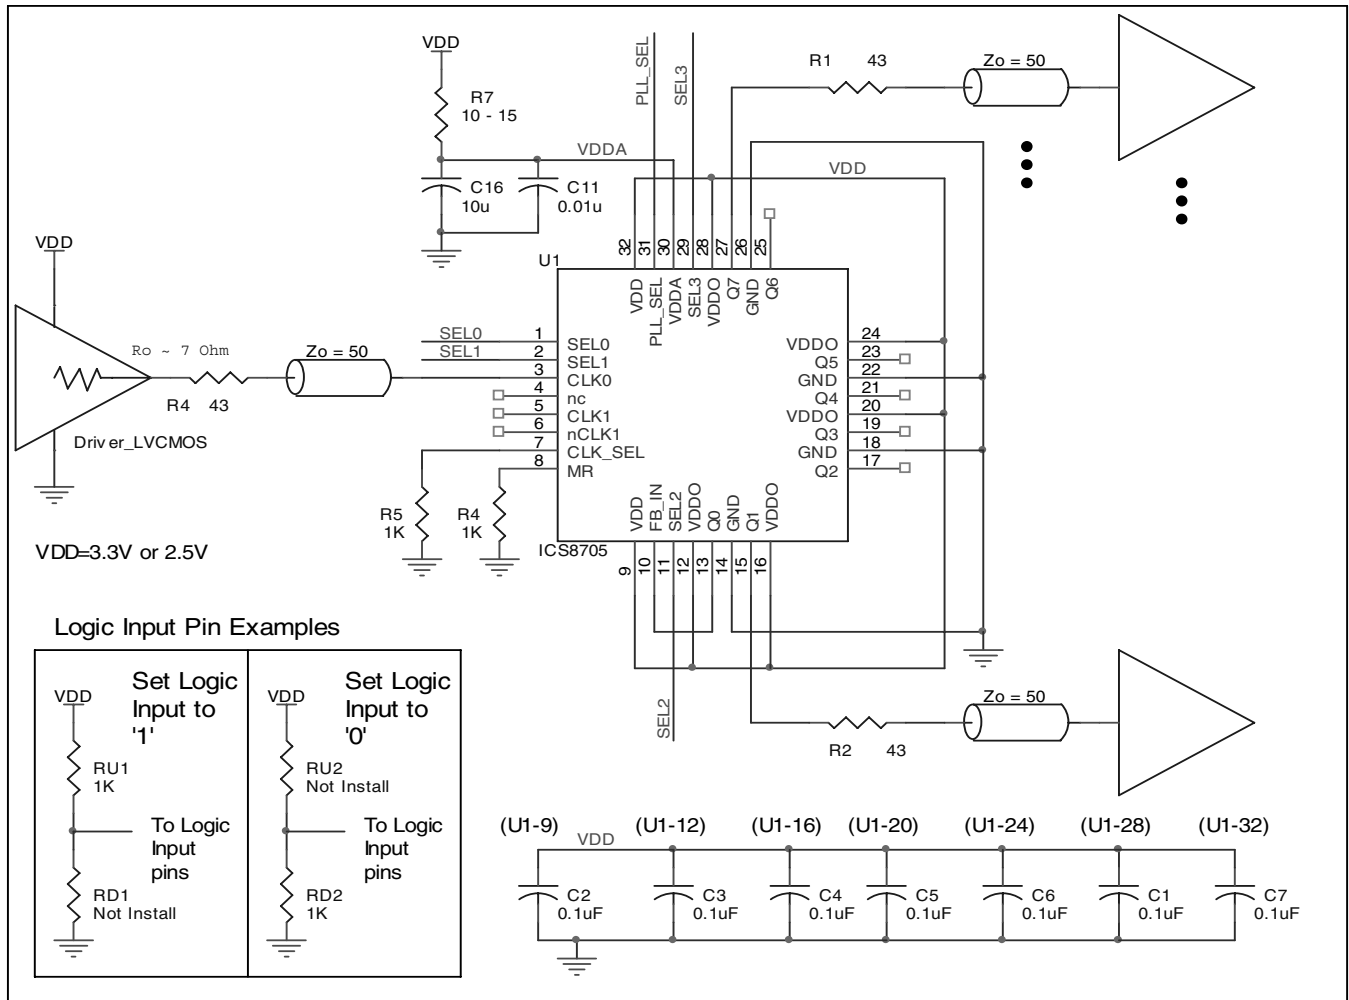 VDD
R7
10 - 15
VDDA
C16
10u
C11
0.01u
PLL_SEL
SEL3
R1 43
Zo = 50
VDD
32
31
30
29
28
27
26
25
U1
VDD
PLL_SEL
VDDA
SEL3
VDDO
Q7
GND
Q6
VDD
Ro ~ 7 Ohm
R4 43
Zo = 50
Driver_LVCMOS
SEL0
SEL1
1 SEL0
2 SEL1
3 CLK0
4 nc
5 CLK1
6 nCLK1
7 CLK_SEL
8 MR
VDDO 24
Q5 23
GND 22
Q4 21
VDDO 20
Q3 19
GND 18
Q2 17
VDD
FB_IN
SEL2
VDDO
Q0
GND
Q1
VDDO
ICS8705
9
10
11
12
13
14
15
16
R5
1K
R4
1K
VDD=3.3V or 2.5V
SEL2
R2 43
Zo = 50
Logic Input Pin Examples
VDD
Set Logic
Input to
'1'
RU1
1K
To Logic
Input
pins
RD1
Not Install
VDD
Set Logic
Input to
'0'
RU2
Not Install
To Logic
Input
pins
RD2
1K
(U1-9) (U1-12) (U1-16) (U1-20) (U1-24) (U1-28) (U1-32)
VDD
C2
0.1uF
C3
0.1uF
C4
0.1uF
C5
0.1uF
C6
0.1uF
C1
0.1uF
C7
0.1uF